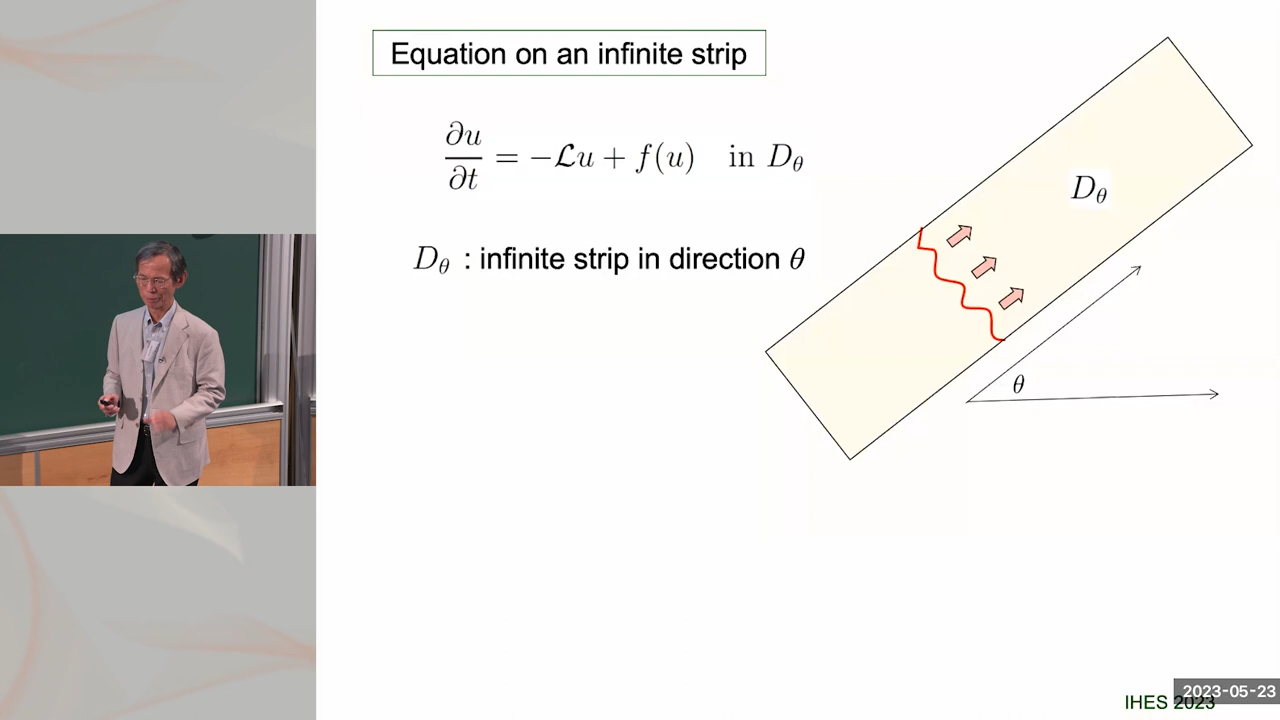 Equation on an infinite strip
∂u/∂t = −ℒu + f(u) in D_θ
D_θ : infinite strip in direction θ
D_θ
θ
IHES 2023
2023-05-23